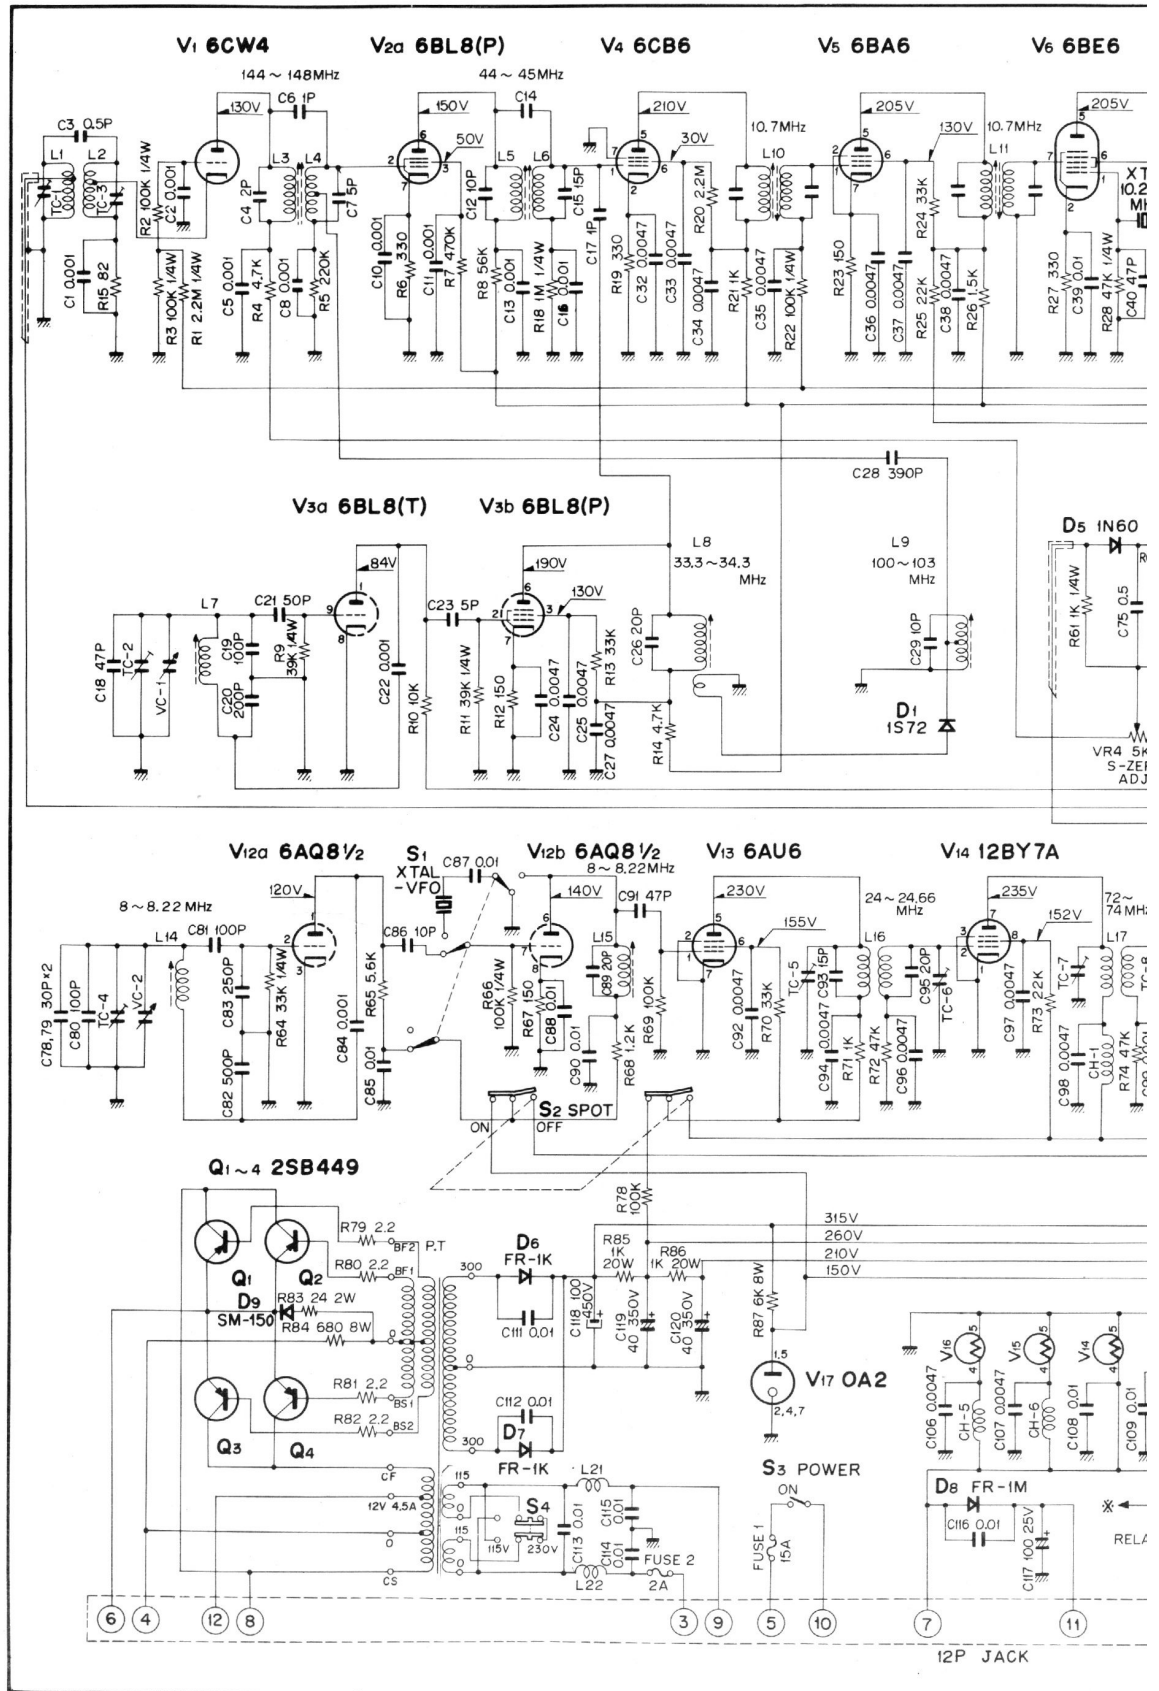 V1 6CW4
V2a 6BL8(P)
V4 6CB6
V5 6BA6
V6 6BE6
144~148MHz
44~45MHz
C6 1P
C14
130V
150V
50V
210V
30V
205V
130V
205V
10.7MHz
10.7MHz
C3 0.5P
L1
L2
L3
L4
L5
L6
L10
L11
TC-1
TC-3
R2 100K 1/4W
C2 0.001
C4 2P
C7 5P
C12 10P
C15 15P
C17 1P
R20 2.2M
R24 33K
XT
10.2
MH
C1 0.001
R15 82
R3 100K 1/4W
R1 2.2M 1/4W
C5 0.001
R4 4.7K
C8 0.001
R5 220K
C10 0.001
R6 330
C11 0.001
R7 470K
R8 56K
C13 0.001
R18 1M 1/4W
C16 0.001
R19 330
C32 0.0047
C33 0.0047
C34 0.0047
R21 1K
C35 0.0047
R22 100K 1/4W
R23 150
C36 0.0047
C37 0.0047
R25 22K
C38 0.0047
R26 1.5K
R27 330
C39 0.01
R28 47K 1/4W
C40 47P
C28 390P
V3a 6BL8(T)
V3b 6BL8(P)
84V
190V
130V
L8
33.3~34.3
MHz
L9
100~103
MHz
D5 1N60
L7
C21 50P
C23 5P
C18 47P
TC-2
VC-1
C19
100P
C20
200P
R9
39K 1/4W
C22 0.001
R10 10K
R11 39K 1/4W
R12 150
C24 0.0047
C25 0.0047
R13 33K
C27 0.0047
C26 20P
R14 4.7K
C29 10P
D1
1S72
R61 1K 1/4W
C75 0.5
VR4 5K
S-ZER
ADJ
V12a 6AQ8 1/2
S1
XTAL
-VFO
C87 0.01
V12b 6AQ8 1/2
8~8.22MHz
V13 6AU6
V14 12BY7A
120V
140V
230V
155V
235V
152V
8~8.22MHz
24~24.66
MHz
72~
74MHz
L14
C81 100P
C86 10P
C91 47P
L15
L16
L17
C78,79 30P×2
C80 100P
TC-4
VC-2
C83 250P
C82 500P
R64 33K 1/4W
C84 0.001
R65 5.6K
C85 0.01
R66
100K 1/4W
R67 150
C88 0.01
C89 20P
C90 0.01
R68 1.2K
R69 100K
C92 0.0047
R70 33K
TC-5
C93 15P
C94 0.0047
R71 1K
R72 47K
C95 20P
C96 0.0047
TC-6
C97 0.0047
R73 22K
TC-7
C98 0.0047
CH-1
R74 47K
TC-8
S2 SPOT
ON
OFF
Q1~4 2SB449
R78
100K
315V
260V
210V
150V
R79 2.2
BF2
P.T
R80 2.2
BF1
Q1
Q2
D9
SM-150
R83 24 2W
R84 680 8W
0
R81 2.2
BS1
R82 2.2
BS2
Q3
Q4
CF
12V 4.5A
0
CS
300
0
300
D6
FR-1K
C111 0.01
C112 0.01
D7
FR-1K
C118 100
450V
R85
1K
20W
R86
1K 20W
C119
40 350V
C120
40 350V
R87 6K 8W
1,5
V17 0A2
2,4,7
V16
V15
V14
C106 0.0047
CH-5
C107 0.0047
CH-6
C108 0.01
C109 0.01
115
0
115
0
S4
115V
230V
L21
L22
C113 0.01
C115
0.01
C114
0.01
FUSE 2
2A
S3 POWER
ON
FUSE 1
15A
D8 FR-1M
C116 0.01
C117 100 25V
※
RELA
6
4
12
8
3
9
5
10
7
11
12P JACK